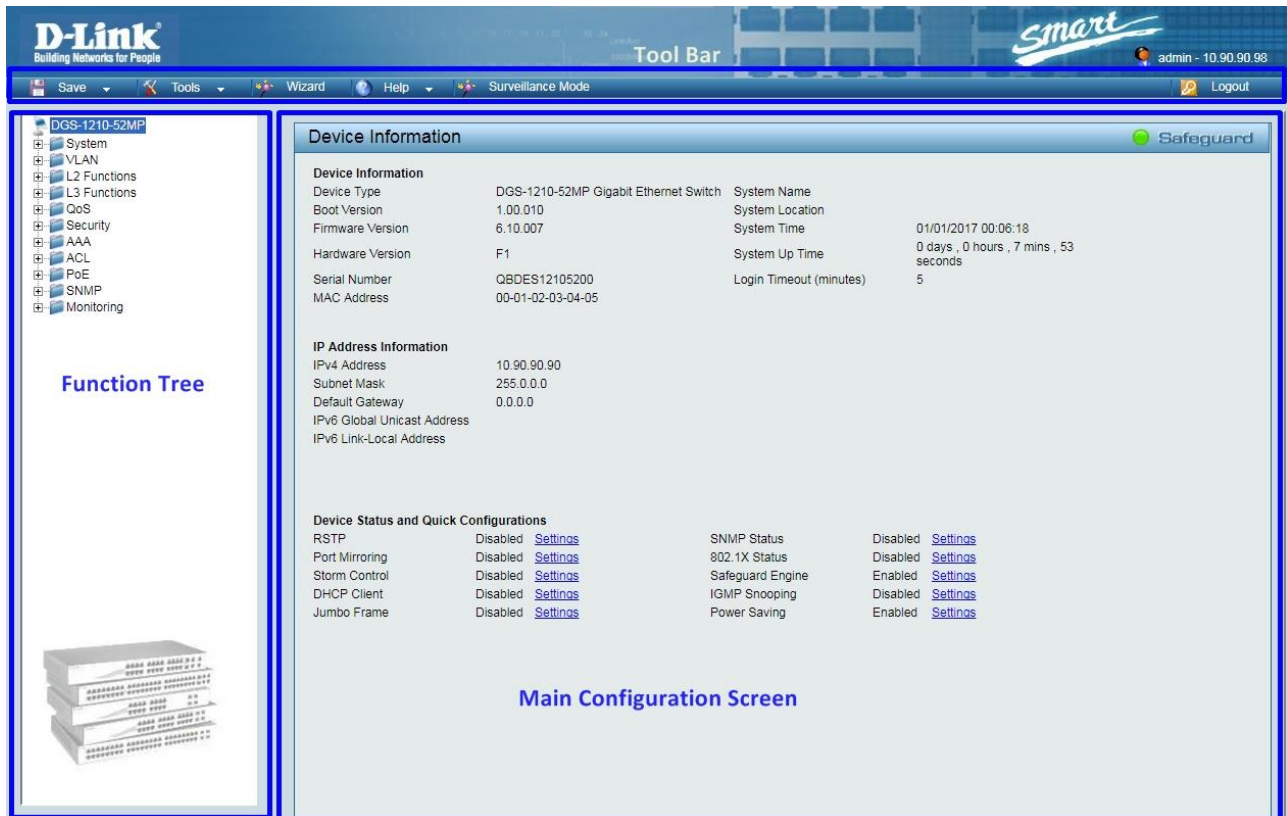 D-Link
Building Networks for People
Tool Bar
smart
admin - 10.90.90.98
Save Tools Wizard Help Surveillance Mode Logout
DGS-1210-52MP
System
VLAN
L2 Functions
L3 Functions
QoS
Security
AAA
ACL
PoE
SNMP
Monitoring
Function Tree
Device Information Safeguard
Device Information
Device Type DGS-1210-52MP Gigabit Ethernet Switch System Name
Boot Version 1.00.010 System Location
Firmware Version 6.10.007 System Time 01/01/2017 00:06:18
Hardware Version F1 System Up Time 0 days , 0 hours , 7 mins , 53 seconds
Serial Number QBDES12105200 Login Timeout (minutes) 5
MAC Address 00-01-02-03-04-05
IP Address Information
IPv4 Address 10.90.90.90
Subnet Mask 255.0.0.0
Default Gateway 0.0.0.0
IPv6 Global Unicast Address
IPv6 Link-Local Address
Device Status and Quick Configurations
RSTP Disabled Settings SNMP Status Disabled Settings
Port Mirroring Disabled Settings 802.1X Status Disabled Settings
Storm Control Disabled Settings Safeguard Engine Enabled Settings
DHCP Client Disabled Settings IGMP Snooping Disabled Settings
Jumbo Frame Disabled Settings Power Saving Enabled Settings
Main Configuration Screen